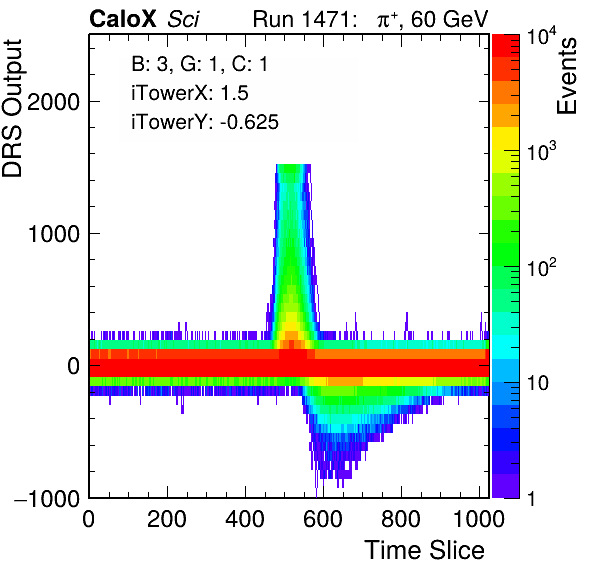 CaloX Sci Run 1471: π⁺, 60 GeV
B: 3, G: 1, C: 1
iTowerX: 1.5
iTowerY: -0.625
DRS Output
2000
1000
0
−1000
0 200 400 600 800 1000
Time Slice
Events
10⁴
10³
10²
10
1